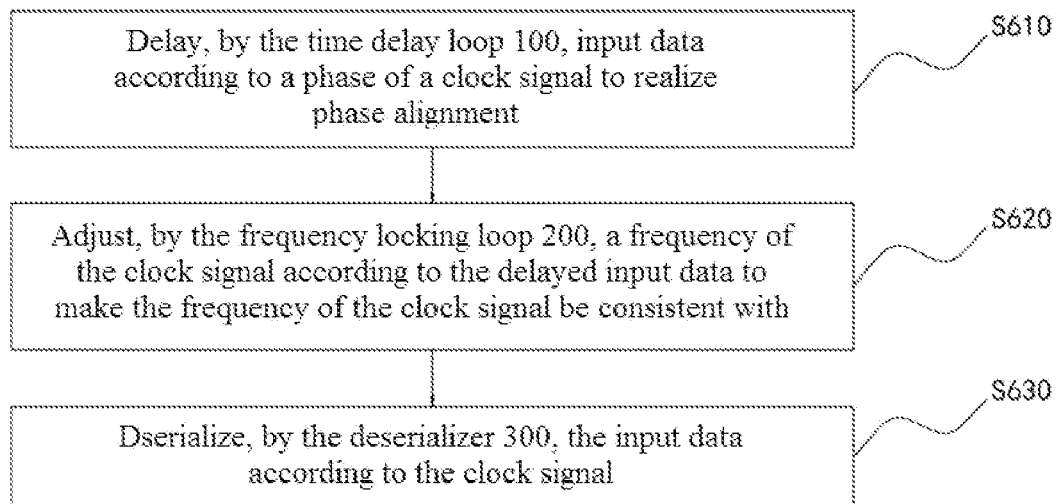 Delay, by the time delay loop 100, input data
according to a phase of a clock signal to realize
phase alignment
S610
Adjust, by the frequency locking loop 200, a frequency of
the clock signal according to the delayed input data to
make the frequency of the clock signal be consistent with
S620
Dserialize, by the deserializer 300, the input data
according to the clock signal
S630